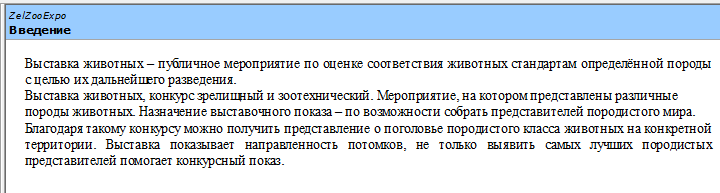 ZelZooExpo
Введение
Выставка животных – публичное мероприятие по оценке соответствия животных стандартам определённой породы
с целью их дальнейшего разведения.
Выставка животных, конкурс зрелищный и зоотехнический. Мероприятие, на котором представлены различные
породы животных. Назначение выставочного показа – по возможности собрать представителей породистого мира.
Благодаря такому конкурсу можно получить представление о поголовье породистого класса животных на конкретной
территории. Выставка показывает направленность потомков, не только выявить самых лучших породистых
представителей помогает конкурсный показ.